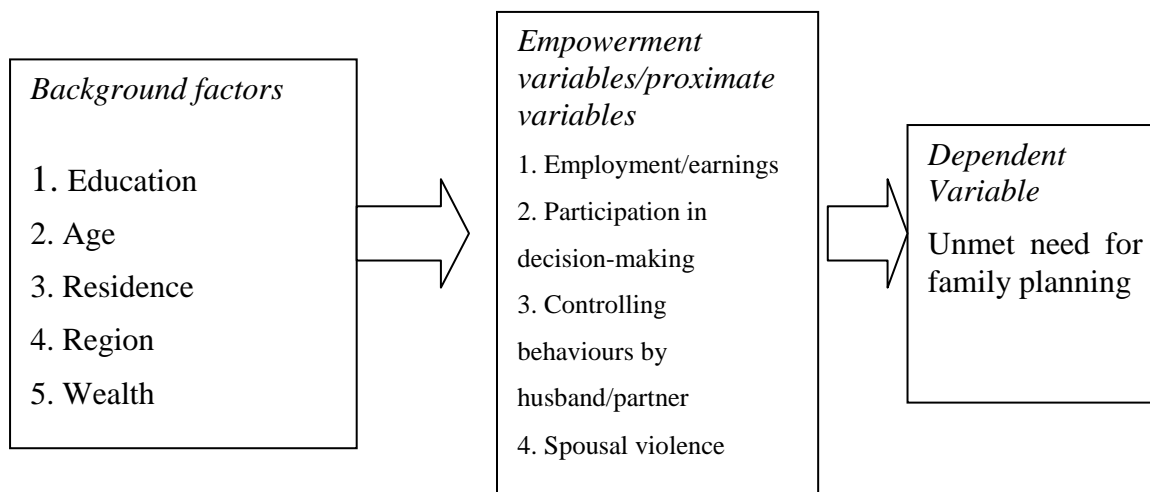 Background factors
1. Education
2. Age
3. Residence
4. Region
5. Wealth
Empowerment
variables/proximate
variables
1. Employment/earnings
2. Participation in
decision-making
3. Controlling
behaviours by
husband/partner
4. Spousal violence
Dependent
Variable
Unmet need for
family planning